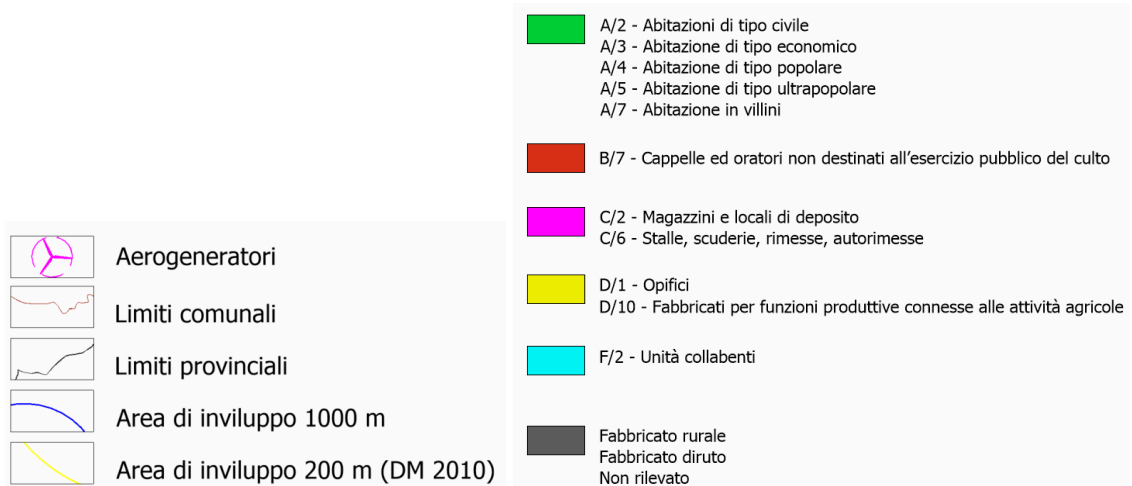 Aerogeneratori
Limiti comunali
Limiti provinciali
Area di inviluppo 1000 m
Area di inviluppo 200 m (DM 2010)
A/2 - Abitazioni di tipo civile
A/3 - Abitazione di tipo economico
A/4 - Abitazione di tipo popolare
A/5 - Abitazione di tipo ultrapopolare
A/7 - Abitazione in villini
B/7 - Cappelle ed oratori non destinati all'esercizio pubblico del culto
C/2 - Magazzini e locali di deposito
C/6 - Stalle, scuderie, rimesse, autorimesse
D/1 - Opifici
D/10 - Fabbricati per funzioni produttive connesse alle attività agricole
F/2 - Unità collabenti
Fabbricato rurale
Fabbricato diruto
Non rilevato